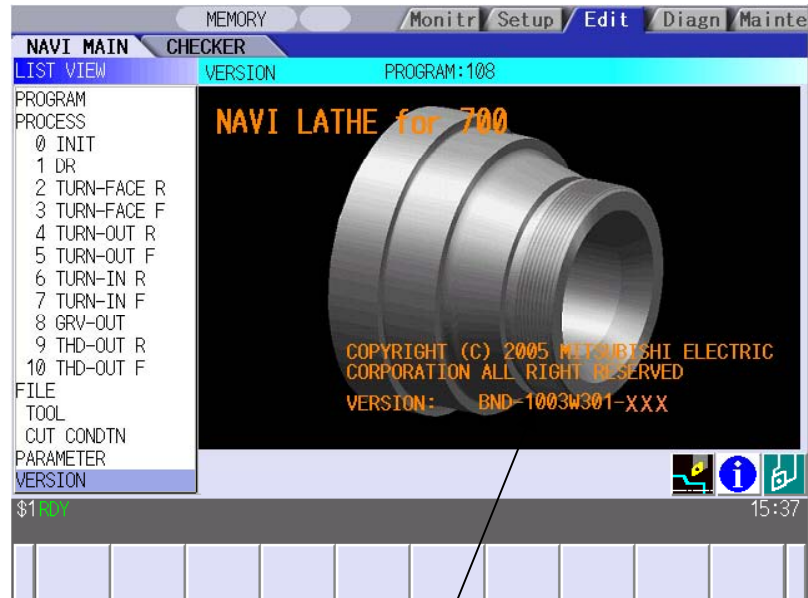 MEMORY Monitr Setup Edit Diagn Mainte
NAVI MAIN CHECKER
LIST VIEW VERSION PROGRAM:108
PROGRAM
PROCESS
0 INIT
1 DR
2 TURN-FACE R
3 TURN-FACE F
4 TURN-OUT R
5 TURN-OUT F
6 TURN-IN R
7 TURN-IN F
8 GRV-OUT
9 THD-OUT R
10 THD-OUT F
FILE
TOOL
CUT CONDTN
PARAMETER
VERSION
NAVI LATHE for 700
COPYRIGHT (C) 2005 MITSUBISHI ELECTRIC
CORPORATION ALL RIGHT RESERVED
VERSION: BND-1003W301-XXX
$1 RDY 15:37